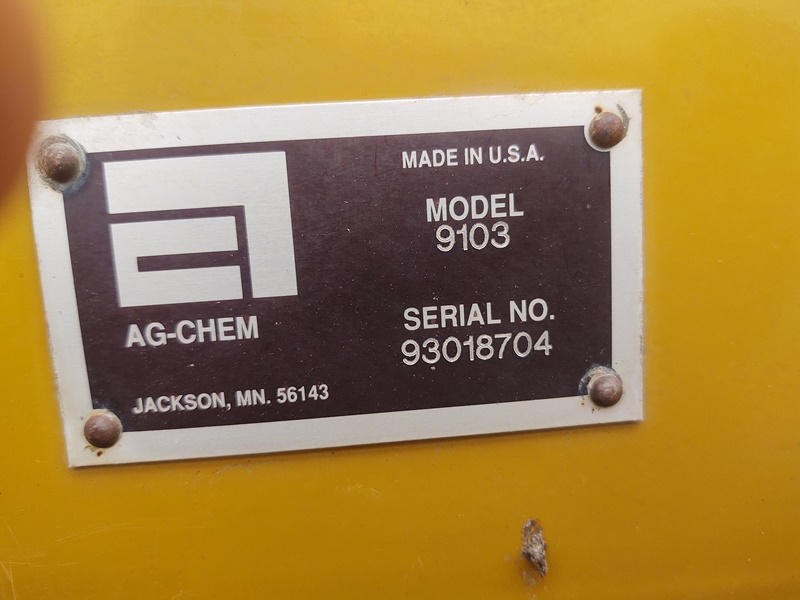 MADE IN U.S.A.
MODEL
9103
SERIAL NO.
93018704
AG-CHEM
JACKSON, MN. 56143